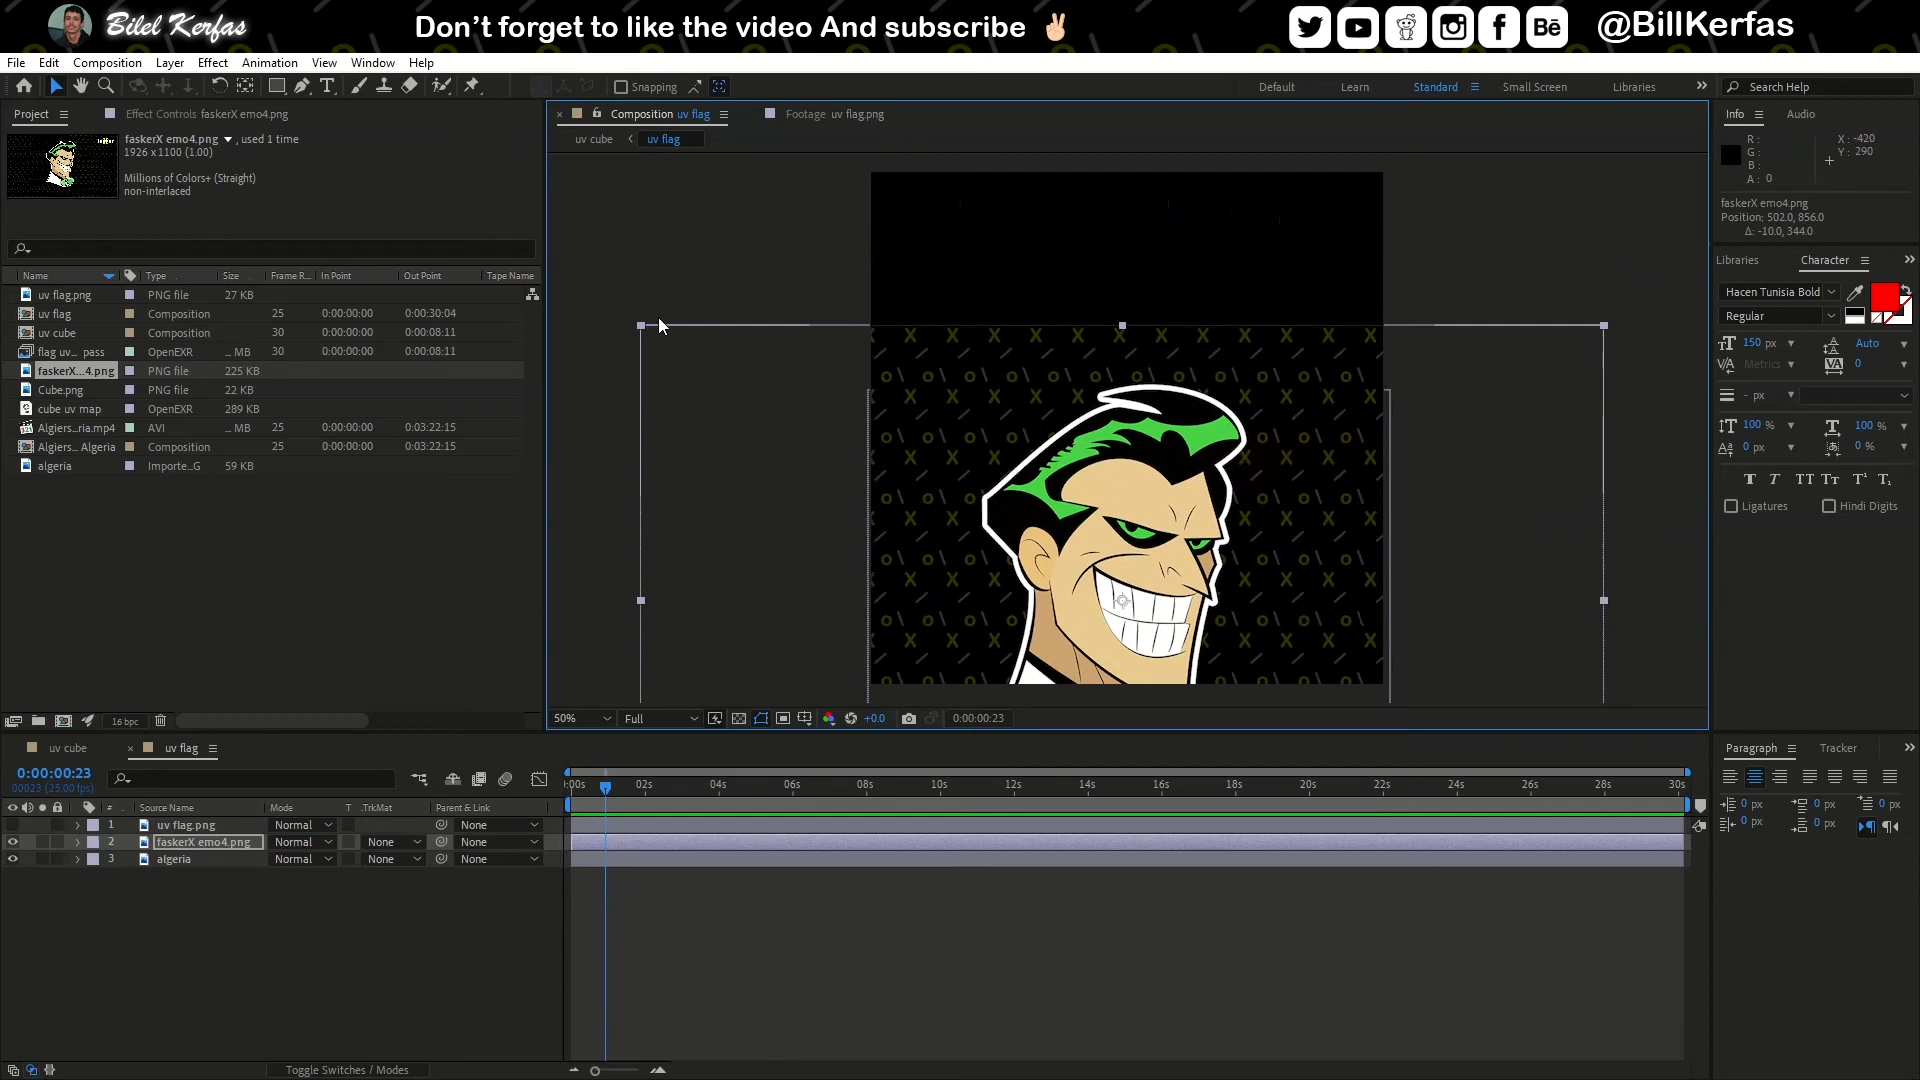 Bilel Kerfas
Don't forget to like the video And subscribe ✌🏻
@BillKerfas
File Edit Composition Layer Effect Animation View Window Help
Snapping
Default Learn Standard Small Screen Libraries
Search Help
Project
Effect Controls faskerX emo4.png
faskerX emo4.png , used 1 time
1926 x 1100 (1.00)
Millions of Colors+ (Straight)
non-interlaced
Name Type Size Frame R... In Point Out Point Tape Name
uv flag.png PNG file 27 KB
uv flag Composition 25 0:00:00:00 0:00:30:04
uv cube Composition 30 0:00:00:00 0:00:08:11
flag uv... pass OpenEXR ... MB 30 0:00:00:00 0:00:08:11
faskerX...4.png PNG file 225 KB
Cube.png PNG file 22 KB
cube uv map OpenEXR 289 KB
Algiers...ria.mp4 AVI ... MB 25 0:00:00:00 0:03:22:15
Algiers... Algeria Composition 25 0:00:00:00 0:03:22:15
algeria Importe...G 59 KB
16 bpc
Composition uv flag
Footage uv flag.png
uv cube uv flag
50% Full +0.0 0:00:00:23
Info Audio
R :
G :
B :
A : 0
X : -420
Y : 290
faskerX emo4.png
Position: 502.0, 856.0
Δ: -10.0, 344.0
Libraries Character
Hacen Tunisia Bold
Regular
150 px Auto
Metrics 0
- px
100 % 100 %
0 px 0 %
T T TT Tт T¹ T₁
Ligatures Hindi Digits
uv cube uv flag
0:00:00:23
00023 (25.00 fps)
# Source Name Mode T .TrkMat Parent & Link
1 uv flag.png Normal None
2 faskerX emo4.png Normal None None
3 algeria Normal None None
:00s 02s 04s 06s 08s 10s 12s 14s 16s 18s 20s 22s 24s 26s 28s 30s
Toggle Switches / Modes
Paragraph Tracker
0 px 0 px 0 px
0 px 0 px